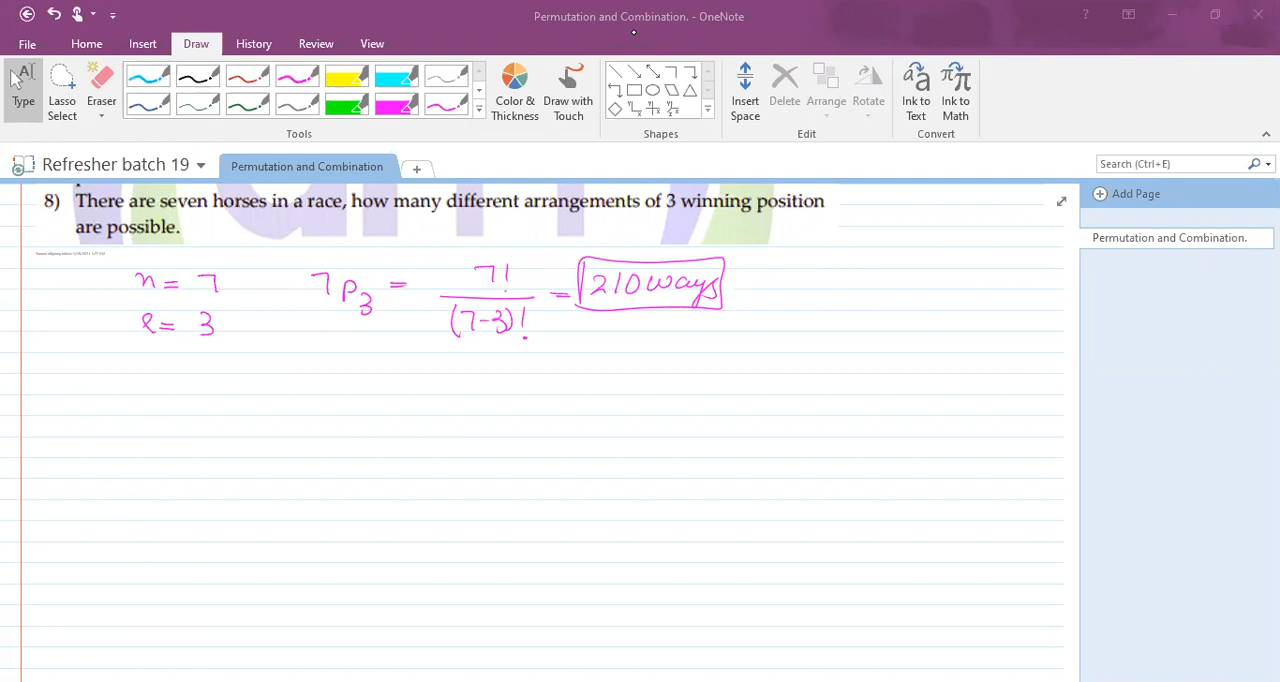 Permutation and Combination. - OneNote
File Home Insert Draw History Review View
Type
Lasso Select
Eraser
Color & Thickness
Draw with Touch
Insert Space
Delete
Arrange
Rotate
Ink to Text
Ink to Math
Tools
Shapes
Edit
Convert
Refresher batch 19
Permutation and Combination
Search (Ctrl+E)
Add Page
Permutation and Combination.
8) There are seven horses in a race, how many different arrangements of 3 winning position
are possible.
n = 7
r = 3
7P3 = 7! / (7-3)! = 210 ways